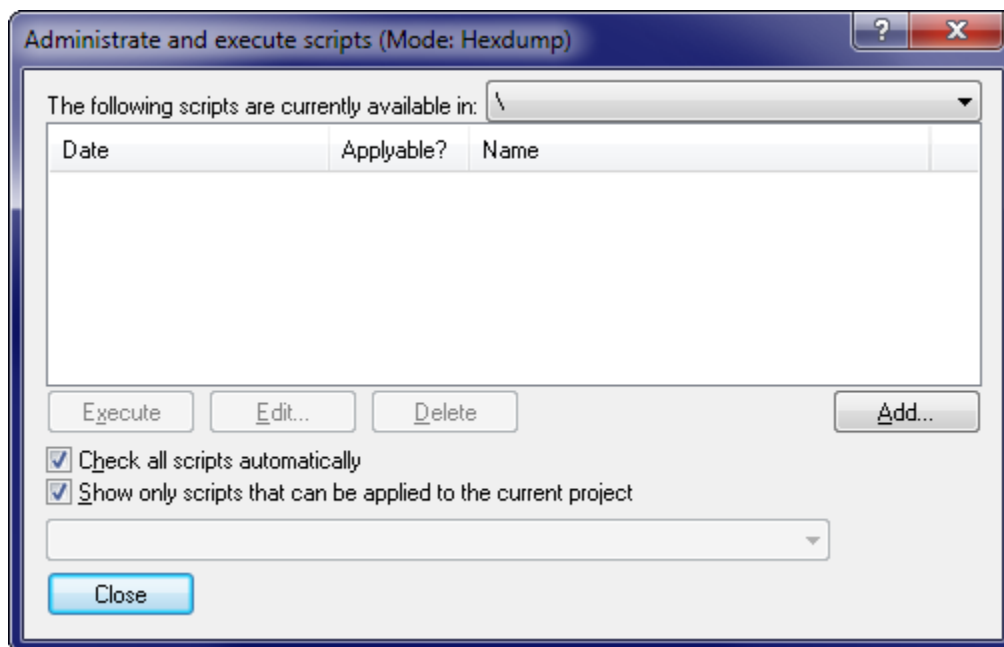 Administrate and execute scripts (Mode: Hexdump) ? X
The following scripts are currently available in: \
Date Applyable? Name
Execute Edit... Delete Add...
Check all scripts automatically
Show only scripts that can be applied to the current project
Close